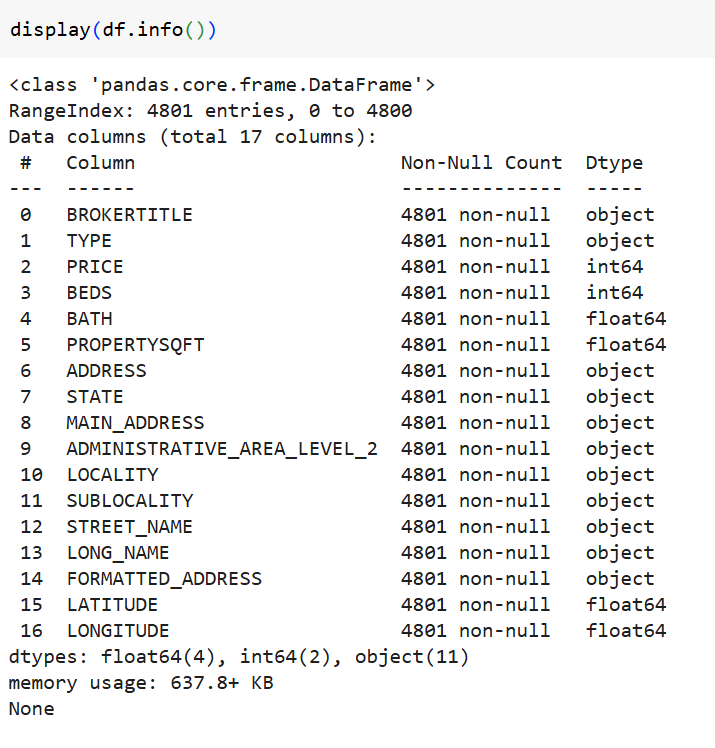 display(df.info())
<class 'pandas.core.frame.DataFrame'>
RangeIndex: 4801 entries, 0 to 4800
Data columns (total 17 columns):
 #   Column                       Non-Null Count  Dtype
---  ------                       --------------  -----
 0   BROKERTITLE                  4801 non-null   object
 1   TYPE                         4801 non-null   object
 2   PRICE                        4801 non-null   int64
 3   BEDS                         4801 non-null   int64
 4   BATH                         4801 non-null   float64
 5   PROPERTYSQFT                 4801 non-null   float64
 6   ADDRESS                      4801 non-null   object
 7   STATE                        4801 non-null   object
 8   MAIN_ADDRESS                 4801 non-null   object
 9   ADMINISTRATIVE_AREA_LEVEL_2  4801 non-null   object
 10  LOCALITY                     4801 non-null   object
 11  SUBLOCALITY                  4801 non-null   object
 12  STREET_NAME                  4801 non-null   object
 13  LONG_NAME                    4801 non-null   object
 14  FORMATTED_ADDRESS            4801 non-null   object
 15  LATITUDE                     4801 non-null   float64
 16  LONGITUDE                    4801 non-null   float64
dtypes: float64(4), int64(2), object(11)
memory usage: 637.8+ KB
None